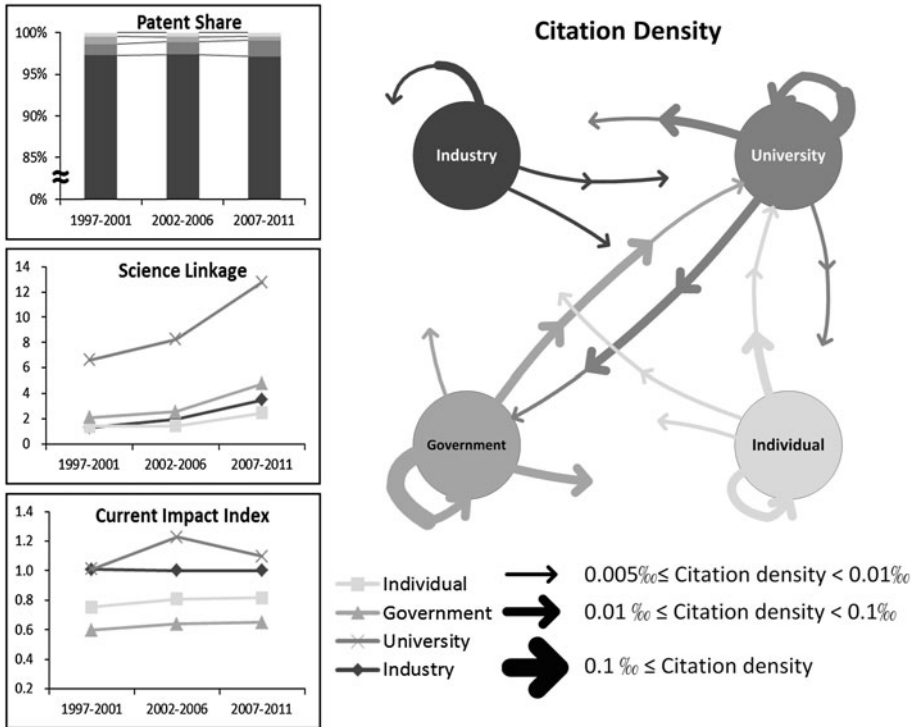 Patent Share
100%
95%
90%
85%
≈
0%
1997-2001 2002-2006 2007-2011
Science Linkage
14
12
10
8
6
4
2
0
1997-2001 2002-2006 2007-2011
Current Impact Index
1.4
1.2
1.0
0.8
0.6
0.4
0.2
1997-2001 2002-2006 2007-2011
Citation Density
Industry
University
Government
Individual
Individual
Government
University
Industry
0.005‰≤ Citation density < 0.01‰
0.01 ‰ ≤ Citation density < 0.1‰
0.1 ‰ ≤ Citation density